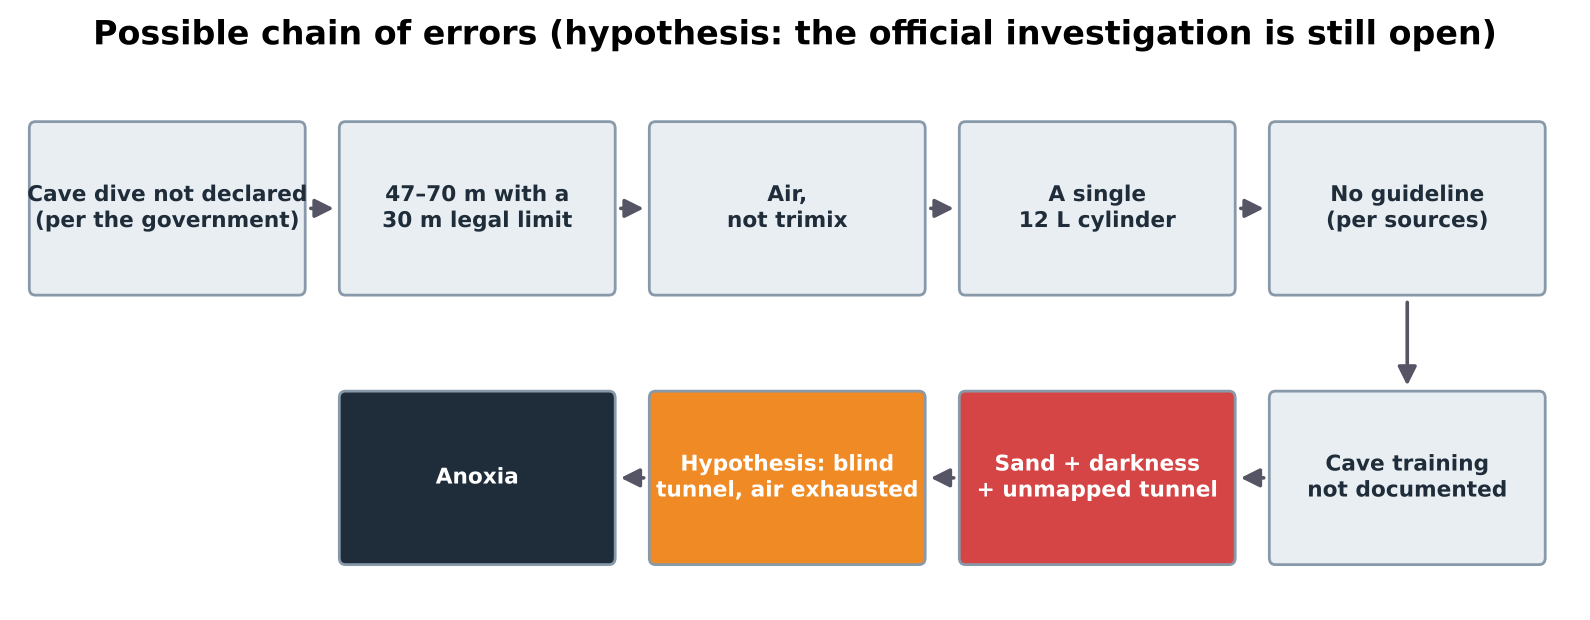 Possible chain of errors (hypothesis: the official investigation is still open)
Cave dive not declared
(per the government)
47–70 m with a
30 m legal limit
Air,
not trimix
A single
12 L cylinder
No guideline
(per sources)
Cave training
not documented
Sand + darkness
+ unmapped tunnel
Hypothesis: blind
tunnel, air exhausted
Anoxia